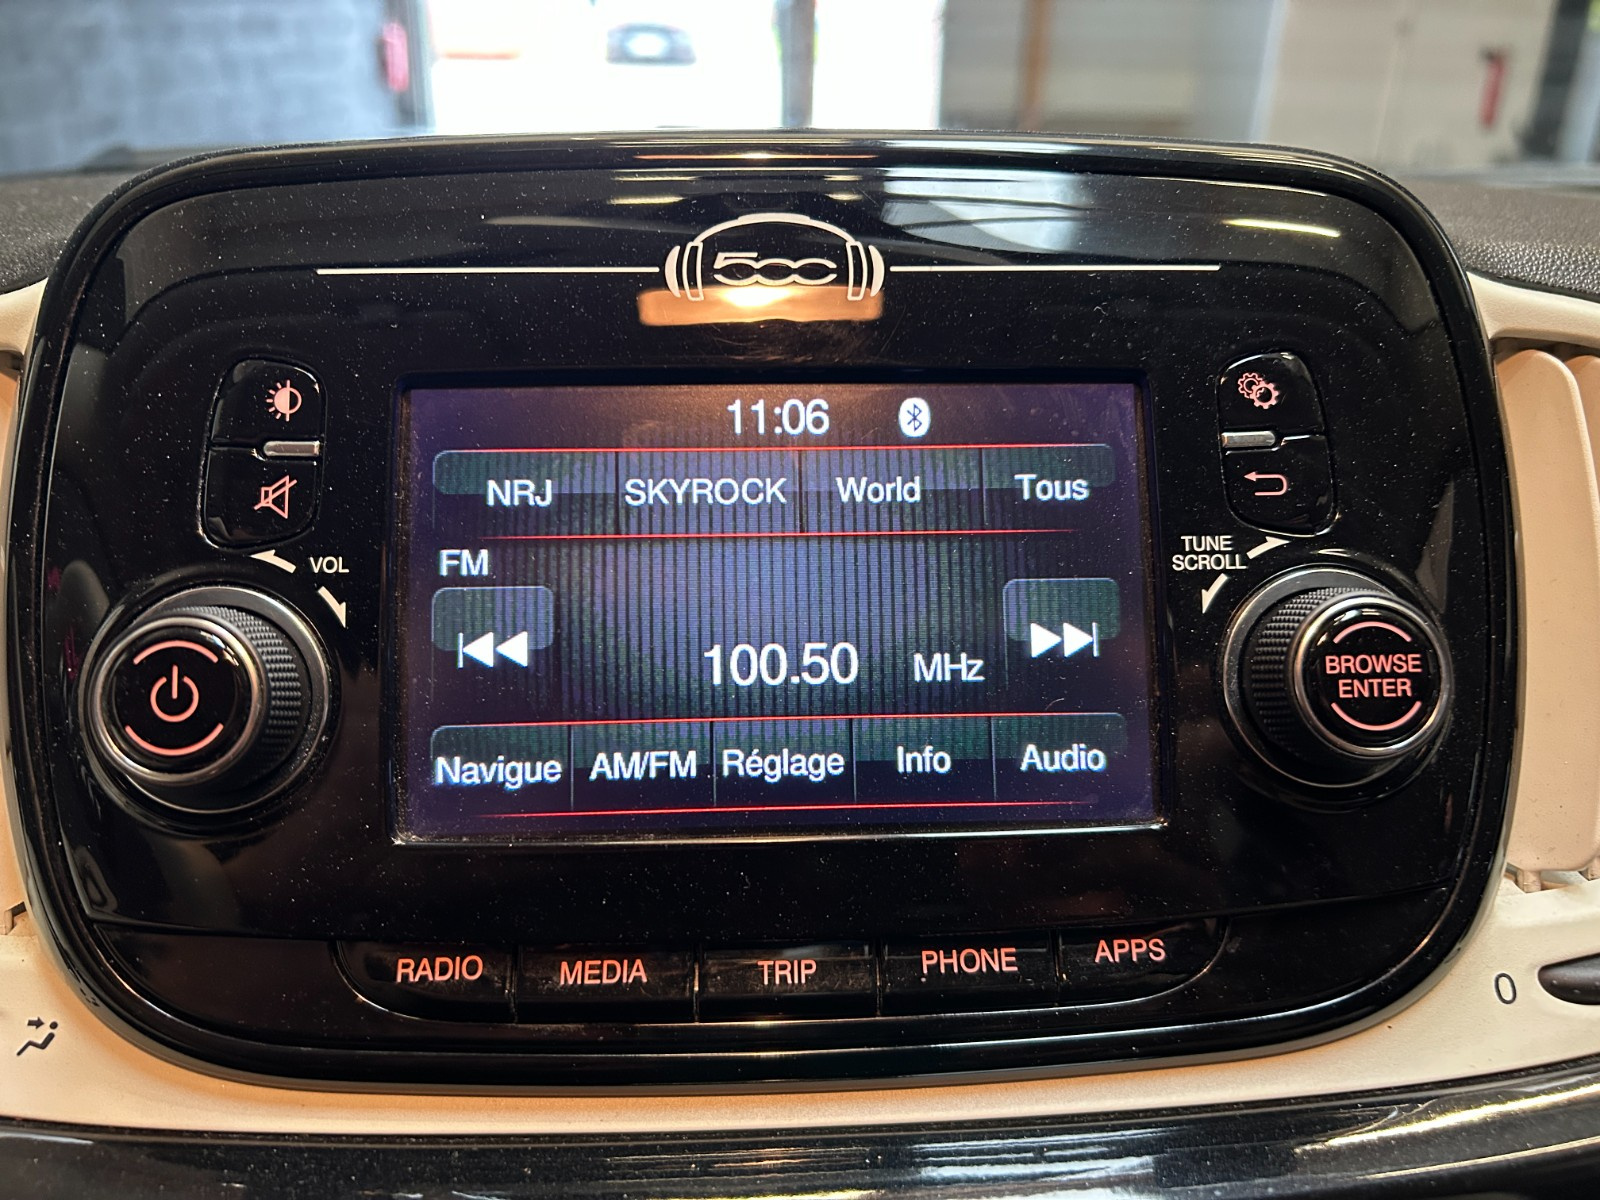 500
11:06
NRJ SKYROCK World Tous
FM
VOL
TUNE
SCROLL
100.50 MHz
BROWSE
ENTER
Navigue AM/FM Réglage Info Audio
RADIO MEDIA TRIP PHONE APPS
0